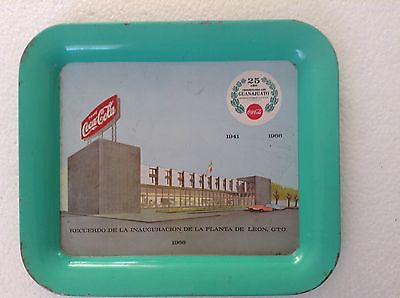 25
GUANAJUATO
Coca-Cola
1941 1966
Coca-Cola
RECUERDO DE LA INAUGURACION DE LA PLANTA DE LEON, GTO.
1966